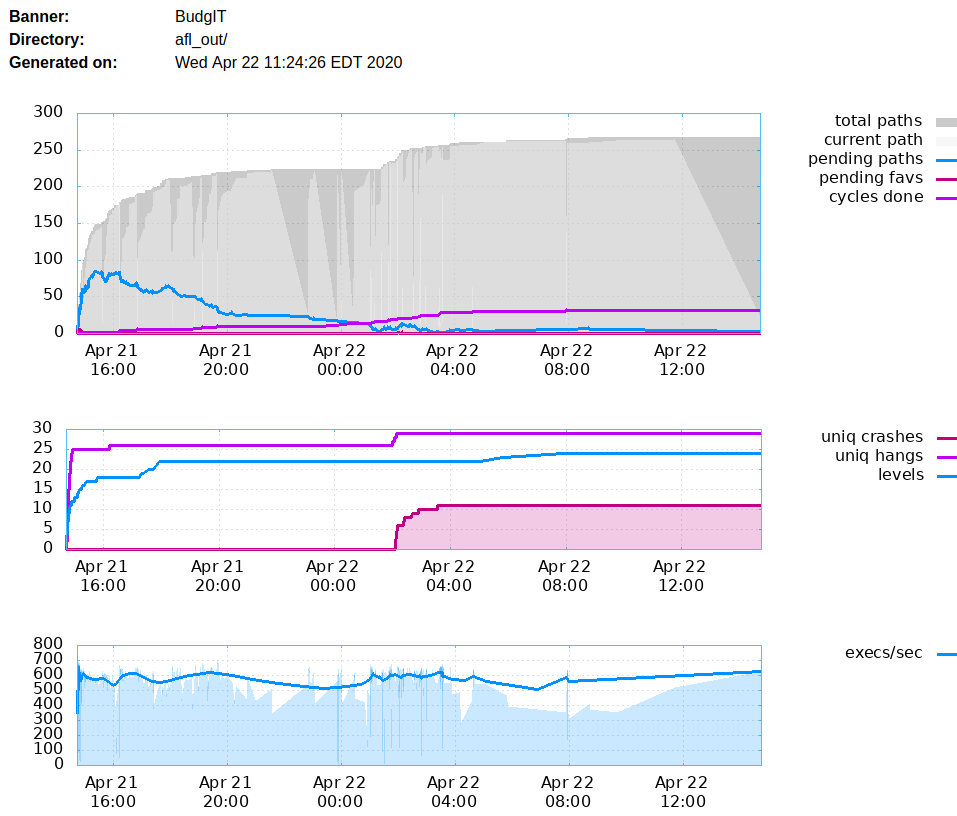 Banner: BudgIT
Directory: afl_out/
Generated on: Wed Apr 22 11:24:26 EDT 2020
300
250
200
150
100
50
0
Apr 21 Apr 21 Apr 22 Apr 22 Apr 22 Apr 22
16:00 20:00 00:00 04:00 08:00 12:00
total paths
current path
pending paths
pending favs
cycles done
30
25
20
15
10
5
0
Apr 21 Apr 21 Apr 22 Apr 22 Apr 22 Apr 22
16:00 20:00 00:00 04:00 08:00 12:00
uniq crashes
uniq hangs
levels
800
700
600
500
400
300
200
100
0
Apr 21 Apr 21 Apr 22 Apr 22 Apr 22 Apr 22
16:00 20:00 00:00 04:00 08:00 12:00
execs/sec